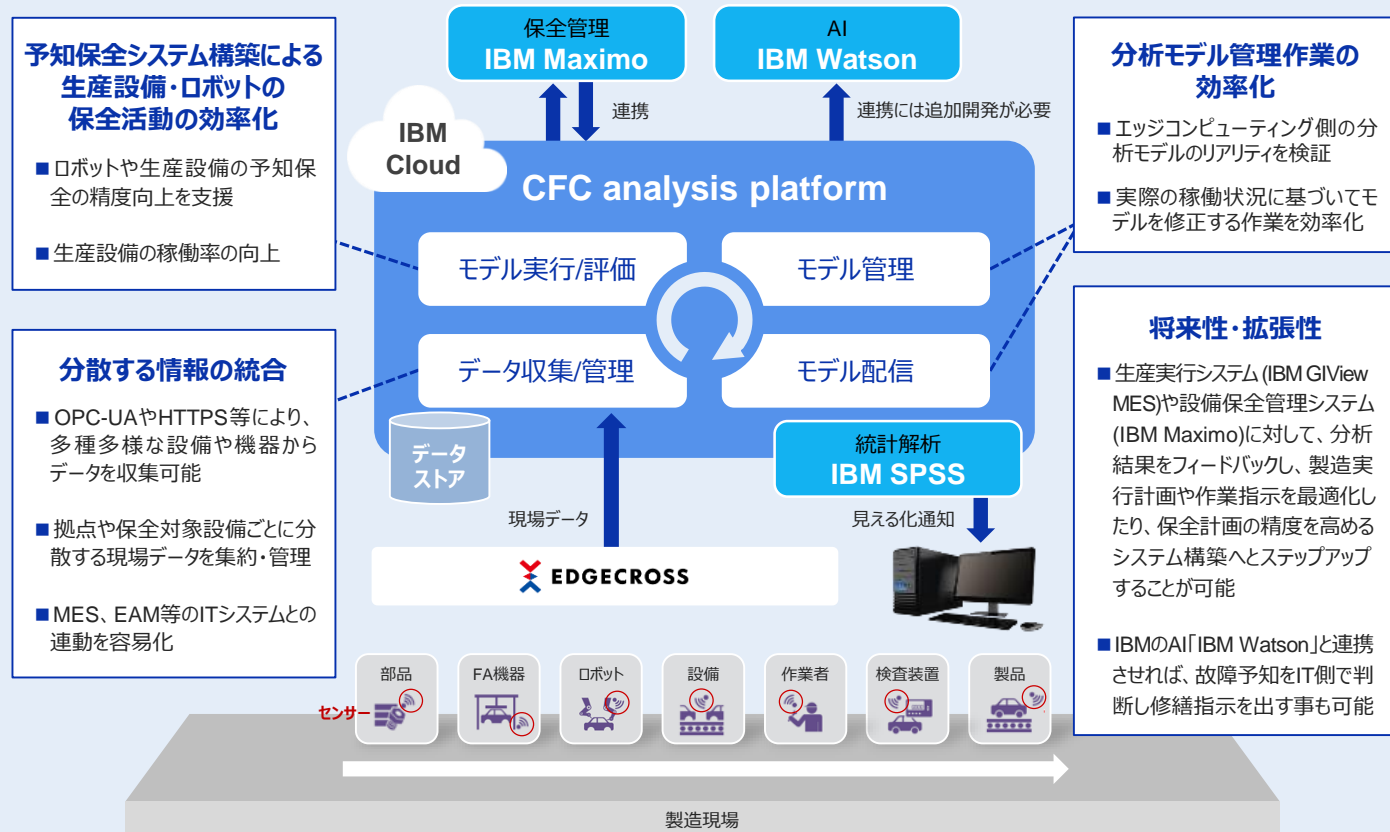 予知保全システム構築による
生産設備・ロボットの
保全活動の効率化
■ロボットや生産設備の予知保
全の精度向上を支援
■生産設備の稼働率の向上
分散する情報の統合
■OPC-UAやHTTPS等により、
多種多様な設備や機器から
データを収集可能
■拠点や保全対象設備ごとに分
散する現場データを集約・管理
■MES、EAM等のITシステムとの
連動を容易化
保全管理
IBM Maximo
AI
IBM Watson
連携
連携には追加開発が必要
IBM
Cloud
CFC analysis platform
モデル実行/評価
モデル管理
データ収集/管理
モデル配信
データ
ストア
統計解析
IBM SPSS
現場データ
見える化通知
EDGECROSS
部品
FA機器
ロボット
設備
作業者
検査装置
製品
センサー
製造現場
分析モデル管理作業の
効率化
■エッジコンピューティング側の分
析モデルのリアリティを検証
■実際の稼働状況に基づいてモ
デルを修正する作業を効率化
将来性・拡張性
■生産実行システム(IBM GIView
MES)や設備保全管理システム
(IBM Maximo)に対して、分析
結果をフィードバックし、製造実
行計画や作業指示を最適化し
たり、保全計画の精度を高める
システム構築へとステップアップ
することが可能
■IBMのAI「IBM Watson」と連携
させれば、故障予知をIT側で判
断し修繕指示を出す事も可能